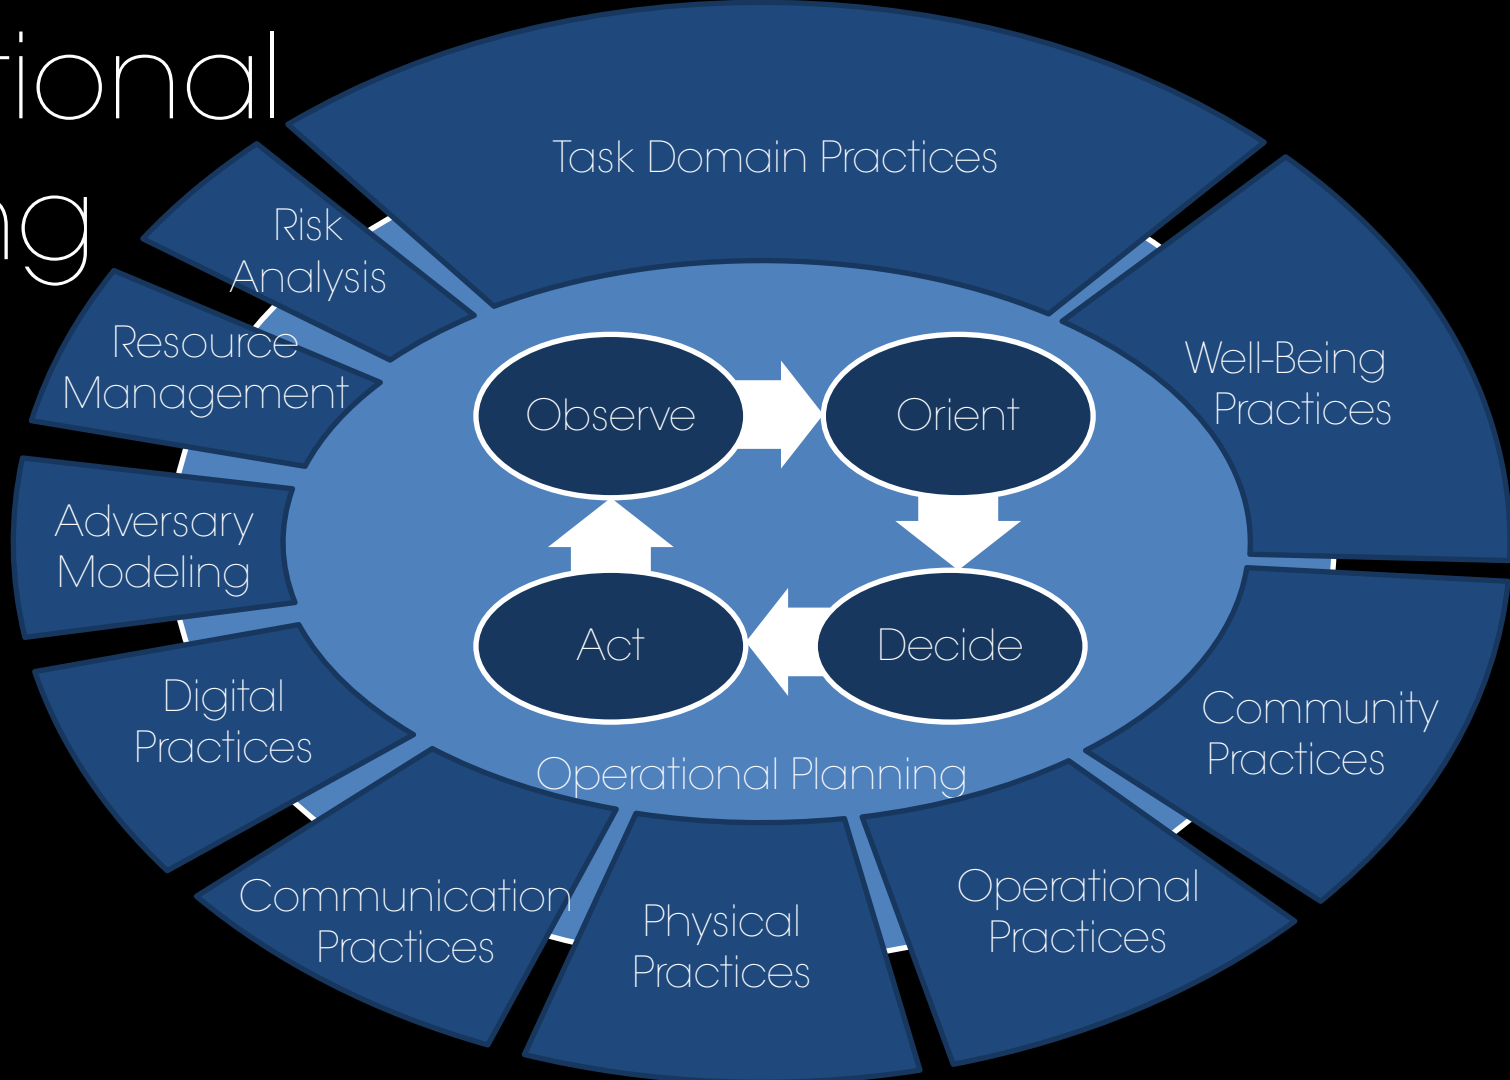 tional
ng
Task Domain Practices
Risk
Analysis
Resource
Management
Adversary
Modeling
Digital
Practices
Communication
Practices
Physical
Practices
Operational
Practices
Community
Practices
Well-Being
Practices
Observe
Orient
Decide
Act
Operational Planning